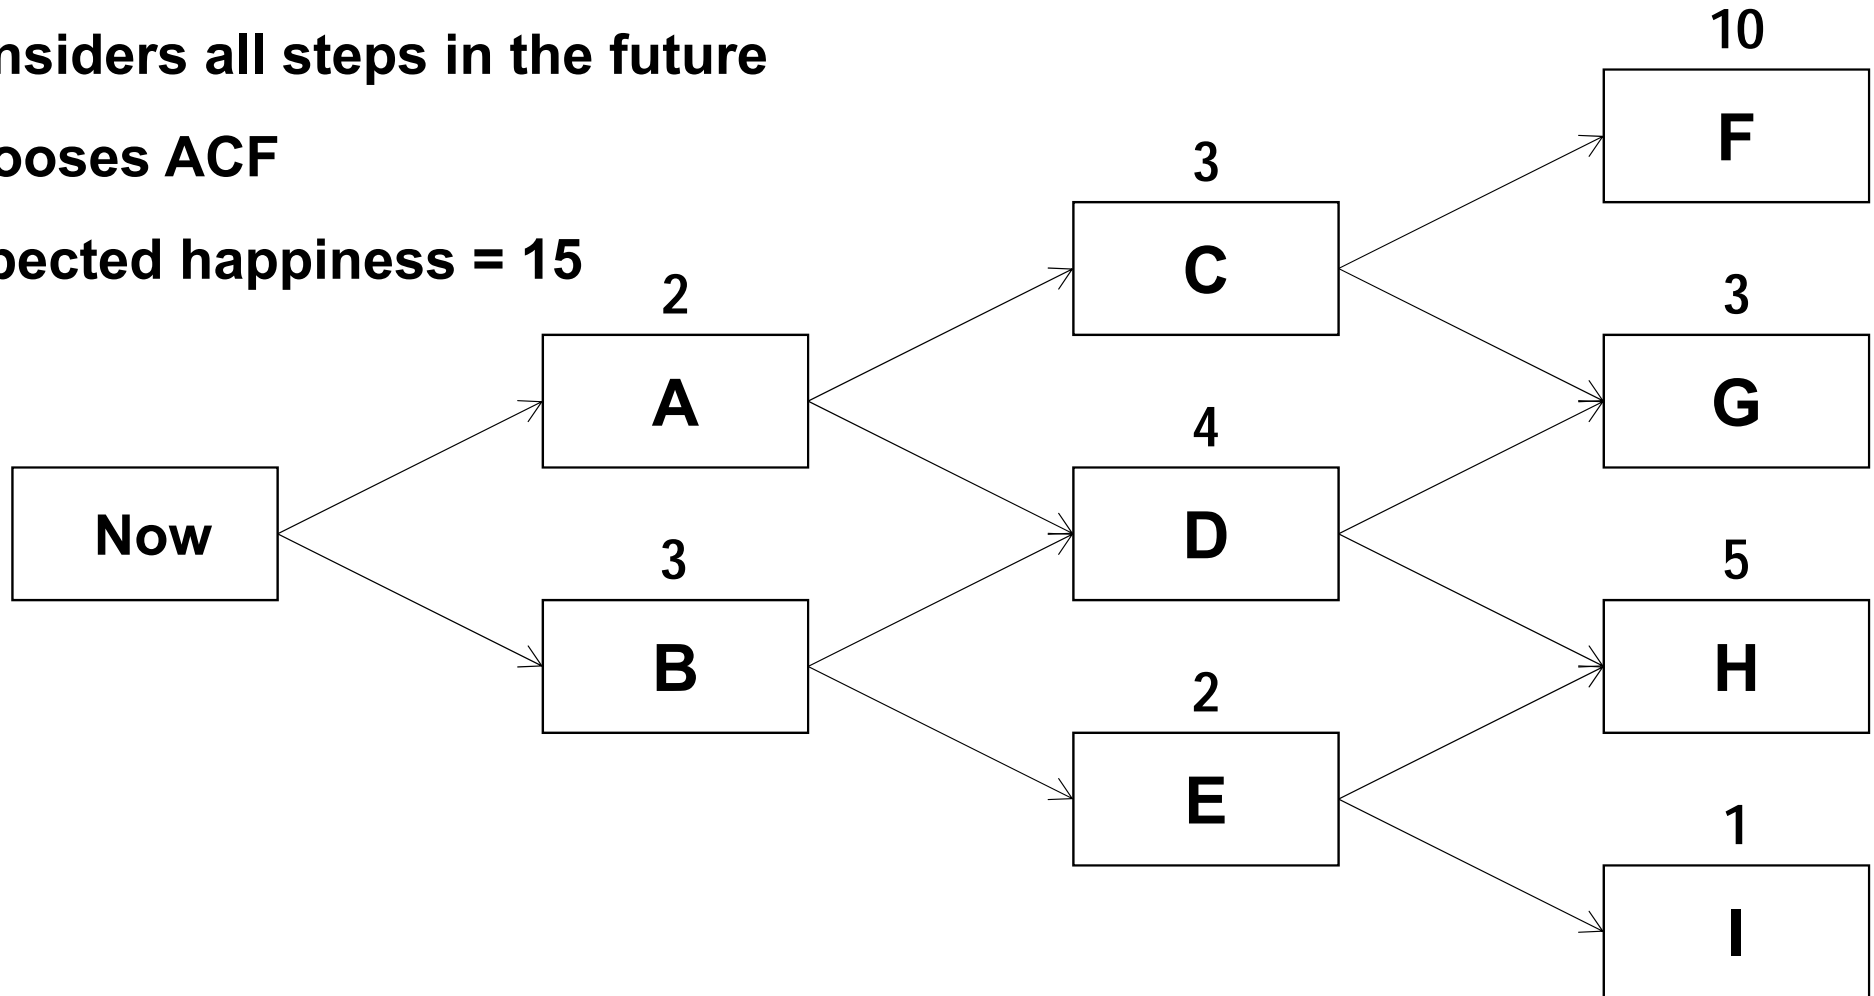 nsiders all steps in the future
ooses ACF
pected happiness = 15
10
F
3
C
3
G
2
A
4
D
Now
3
B
5
H
2
E
1
I